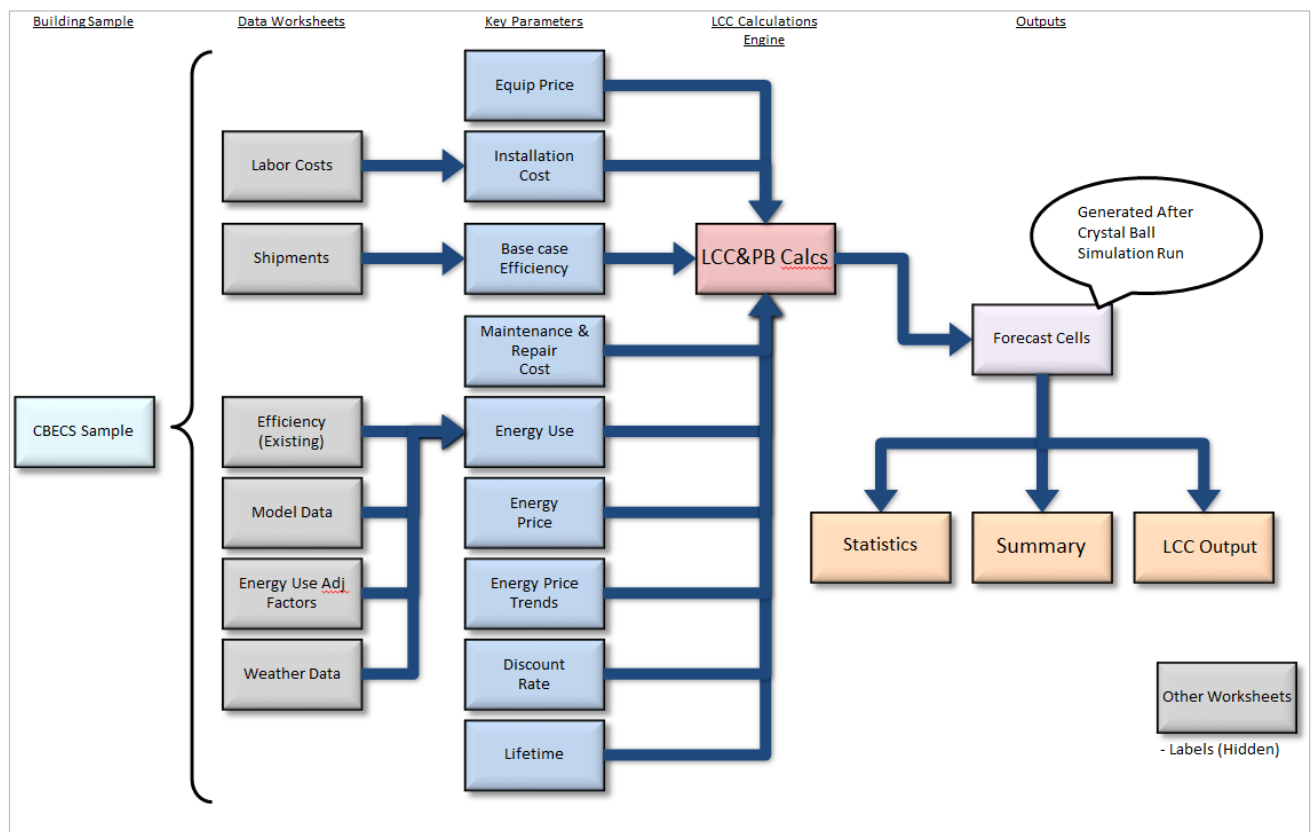 Building Sample
Data Worksheets
Key Parameters
LCC Calculations
Engine
Outputs
Equip Price
Labor Costs
Installation
Cost
Shipments
Base case
Efficiency
LCC&PB Calcs
Generated After
Crystal Ball
Simulation Run
Forecast Cells
Maintenance &
Repair
Cost
CBECS Sample
Efficiency
(Existing)
Energy Use
Model Data
Energy
Price
Statistics
Summary
LCC Output
Energy Use Adj
Factors
Energy Price
Trends
Weather Data
Discount
Rate
Lifetime
Other Worksheets
- Labels (Hidden)